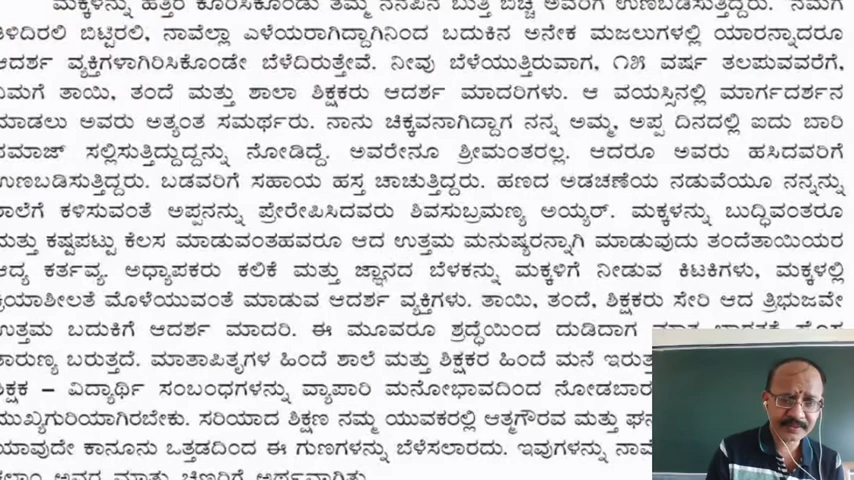 ಮಕ್ಕಳನ್ನು ಹತ್ತಿರ ಕೂರಿಸಿಕೊಂಡು ತಮ್ಮ ನೆನಪಿನ ಬುತ್ತಿ ಬಿಚ್ಚಿ ಅವರಿಗೆ ಉಣಬಡಿಸುತ್ತಿದ್ದರು. ನಮಗೆ
ತಿಳಿದಿರಲಿ ಬಿಟ್ಟಿರಲಿ, ನಾವೆಲ್ಲಾ ಎಳೆಯರಾಗಿದ್ದಾಗಿನಿಂದ ಬದುಕಿನ ಅನೇಕ ಮಜಲುಗಳಲ್ಲಿ ಯಾರನ್ನಾದರೂ
ಆದರ್ಶ ವ್ಯಕ್ತಿಗಳಾಗಿರಿಸಿಕೊಂಡೇ ಬೆಳೆದಿರುತ್ತೇವೆ. ನೀವು ಬೆಳೆಯುತ್ತಿರುವಾಗ, ೧೫ ವರ್ಷ ತಲಪುವವರೆಗೆ,
ನಿಮಗೆ ತಾಯಿ, ತಂದೆ ಮತ್ತು ಶಾಲಾ ಶಿಕ್ಷಕರು ಆದರ್ಶ ಮಾದರಿಗಳು. ಆ ವಯಸ್ಸಿನಲ್ಲಿ ಮಾರ್ಗದರ್ಶನ
ಮಾಡಲು ಅವರು ಅತ್ಯಂತ ಸಮರ್ಥರು. ನಾನು ಚಿಕ್ಕವನಾಗಿದ್ದಾಗ ನನ್ನ ಅಮ್ಮ, ಅಪ್ಪ ದಿನದಲ್ಲಿ ಐದು ಬಾರಿ
ನಮಾಜ್ ಸಲ್ಲಿಸುತ್ತಿದ್ದುದ್ದನ್ನು ನೋಡಿದ್ದೆ. ಅವರೇನೂ ಶ್ರೀಮಂತರಲ್ಲ. ಆದರೂ ಅವರು ಹಸಿದವರಿಗೆ
ಉಣಬಡಿಸುತ್ತಿದ್ದರು. ಬಡವರಿಗೆ ಸಹಾಯ ಹಸ್ತ ಚಾಚುತ್ತಿದ್ದರು. ಹಣದ ಅಡಚಣೆಯ ನಡುವೆಯೂ ನನ್ನನ್ನು
ಶಾಲೆಗೆ ಕಳಿಸುವಂತೆ ಅಪ್ಪನನ್ನು ಪ್ರೇರೇಪಿಸಿದವರು ಶಿವಸುಬ್ರಮಣ್ಯ ಅಯ್ಯರ್. ಮಕ್ಕಳನ್ನು ಬುದ್ಧಿವಂತರೂ
ಮತ್ತು ಕಷ್ಟಪಟ್ಟು ಕೆಲಸ ಮಾಡುವಂತಹವರೂ ಆದ ಉತ್ತಮ ಮನುಷ್ಯರನ್ನಾಗಿ ಮಾಡುವುದು ತಂದೆತಾಯಿಯರ
ಆದ್ಯ ಕರ್ತವ್ಯ. ಅಧ್ಯಾಪಕರು ಕಲಿಕೆ ಮತ್ತು ಜ್ಞಾನದ ಬೆಳಕನ್ನು ಮಕ್ಕಳಿಗೆ ನೀಡುವ ಕಿಟಕಿಗಳು, ಮಕ್ಕಳಲ್ಲಿ
ಕ್ರಿಯಾಶೀಲತೆ ಮೊಳೆಯುವಂತೆ ಮಾಡುವ ಆದರ್ಶ ವ್ಯಕ್ತಿಗಳು. ತಾಯಿ, ತಂದೆ, ಶಿಕ್ಷಕರು ಸೇರಿ ಆದ ತ್ರಿಭುಜವೇ
ಉತ್ತಮ ಬದುಕಿಗೆ ಆದರ್ಶ ಮಾದರಿ. ಈ ಮೂವರೂ ಶ್ರದ್ಧೆಯಿಂದ ದುಡಿದಾಗ ಮಾತ್ರ ಭಾರತಕ್ಕೆ ಹೊಸ
ತಾರುಣ್ಯ ಬರುತ್ತದೆ. ಮಾತಾಪಿತೃಗಳ ಹಿಂದೆ ಶಾಲೆ ಮತ್ತು ಶಿಕ್ಷಕರ ಹಿಂದೆ ಮನೆ
ಶಿಕ್ಷಕ – ವಿದ್ಯಾರ್ಥಿ ಸಂಬಂಧಗಳನ್ನು ವ್ಯಾಪಾರಿ ಮನೋಭಾವದಿಂದ
ಮುಖ್ಯಗುರಿಯಾಗಿರಬೇಕು. ಸರಿಯಾದ ಶಿಕ್ಷಣ ನಮ್ಮ ಯುವಕರಲ್ಲಿ ಆತ್ಮಗೌರವ ಮತ್ತು
ಯಾವುದೇ ಕಾನೂನು ಒತ್ತಡದಿಂದ ಈ ಗುಣಗಳನ್ನು ಬೆಳೆಸಲಾರದು. ಇವುಗಳನ್ನು
ಕಲಾಂ ಅವರ ಮಾತು ಚಿಣ್ಣರಿಗೆ ಅರ್ಥವಾಗಿತ್ತು.